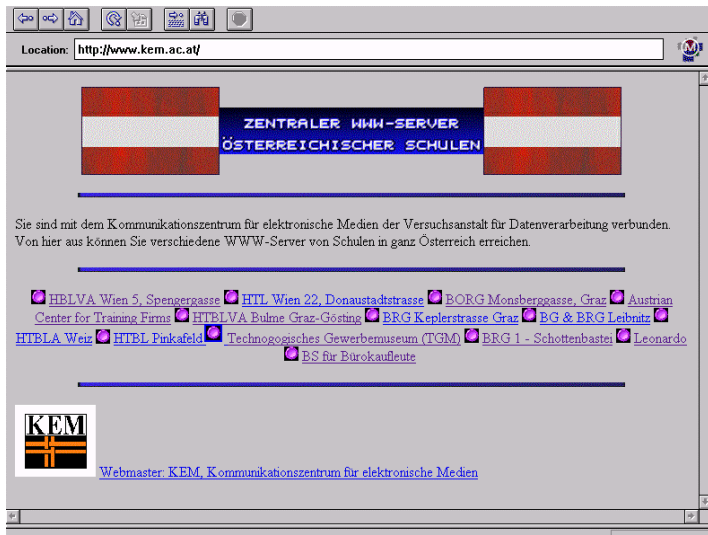 Location: http://www.kem.ac.at/
ZENTRALER WWW-SERVER
ÖSTERREICHISCHER SCHULEN
Sie sind mit dem Kommunikationszentrum für elektronische Medien der Versuchsanstalt für Datenverarbeitung verbunden.
Von hier aus können Sie verschiedene WWW-Server von Schulen in ganz Österreich erreichen.
HBLVA Wien 5, Spengergasse HTL Wien 22, Donaustadtstrasse BORG Monsberggasse, Graz Austrian
Center for Training Firms HTBLVA Bulme Graz-Gösting BRG Keplerstrasse Graz BG & BRG Leibnitz
HTBLA Weiz HTBL Pinkafeld Technogogisches Gewerbemuseum (TGM) BRG 1 - Schottenbastei Leonardo
BS für Bürokaufleute
KEM
Webmaster: KEM, Kommunikationszentrum für elektronische Medien